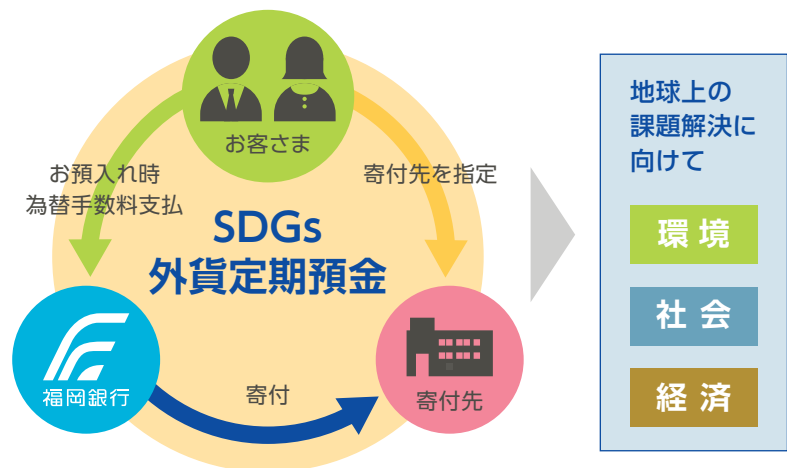 お客さま
お預入れ時
為替手数料支払
寄付先を指定
SDGs
外貨定期預金
福岡銀行
寄付
寄付先
地球上の
課題解決に
向けて
環境
社会
経済